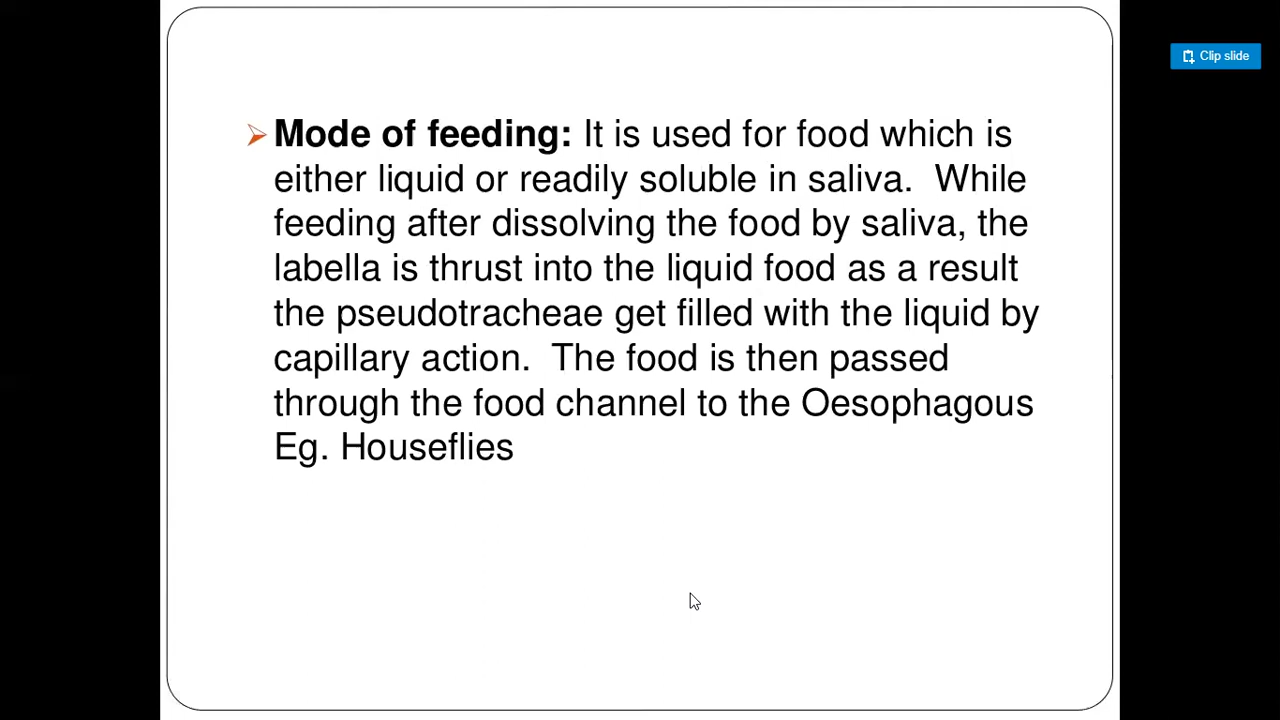 Clip slide
Mode of feeding: It is used for food which is
either liquid or readily soluble in saliva.  While
feeding after dissolving the food by saliva, the
labella is thrust into the liquid food as a result
the pseudotracheae get filled with the liquid by
capillary action.  The food is then passed
through the food channel to the Oesophagous
Eg. Houseflies